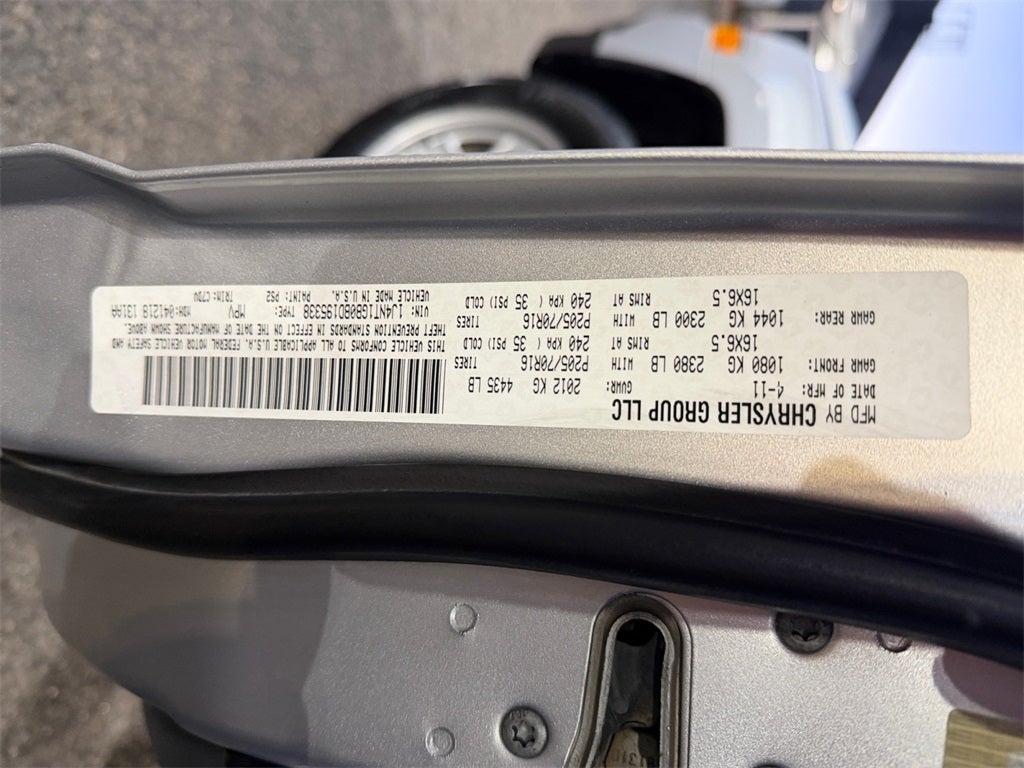 MFD BY CHRYSLER GROUP LLC
DATE OF MFR: 4-11 GVWR: 2012 KG 4435 LB
GAWR FRONT: 1080 KG 2380 LB WITH P205/70R16 TIRES
16X6.5 RIMS AT 240 KPA ( 35 PSI) COLD
GAWR REAR: 1044 KG 2300 LB WITH P205/70R16 TIRES
16X6.5 RIMS AT 240 KPA ( 35 PSI) COLD
THIS VEHICLE CONFORMS TO ALL APPLICABLE U.S.A. FEDERAL MOTOR VEHICLE SAFETY AND
THEFT PREVENTION STANDARDS IN EFFECT ON THE DATE OF MANUFACTURE SHOWN ABOVE.
VIN: 1J4NT1GB0BD195338 TYPE: MPV MDH:041218 131AA
VEHICLE MADE IN U.S.A. PAINT: PS2 TRIM: C7DV